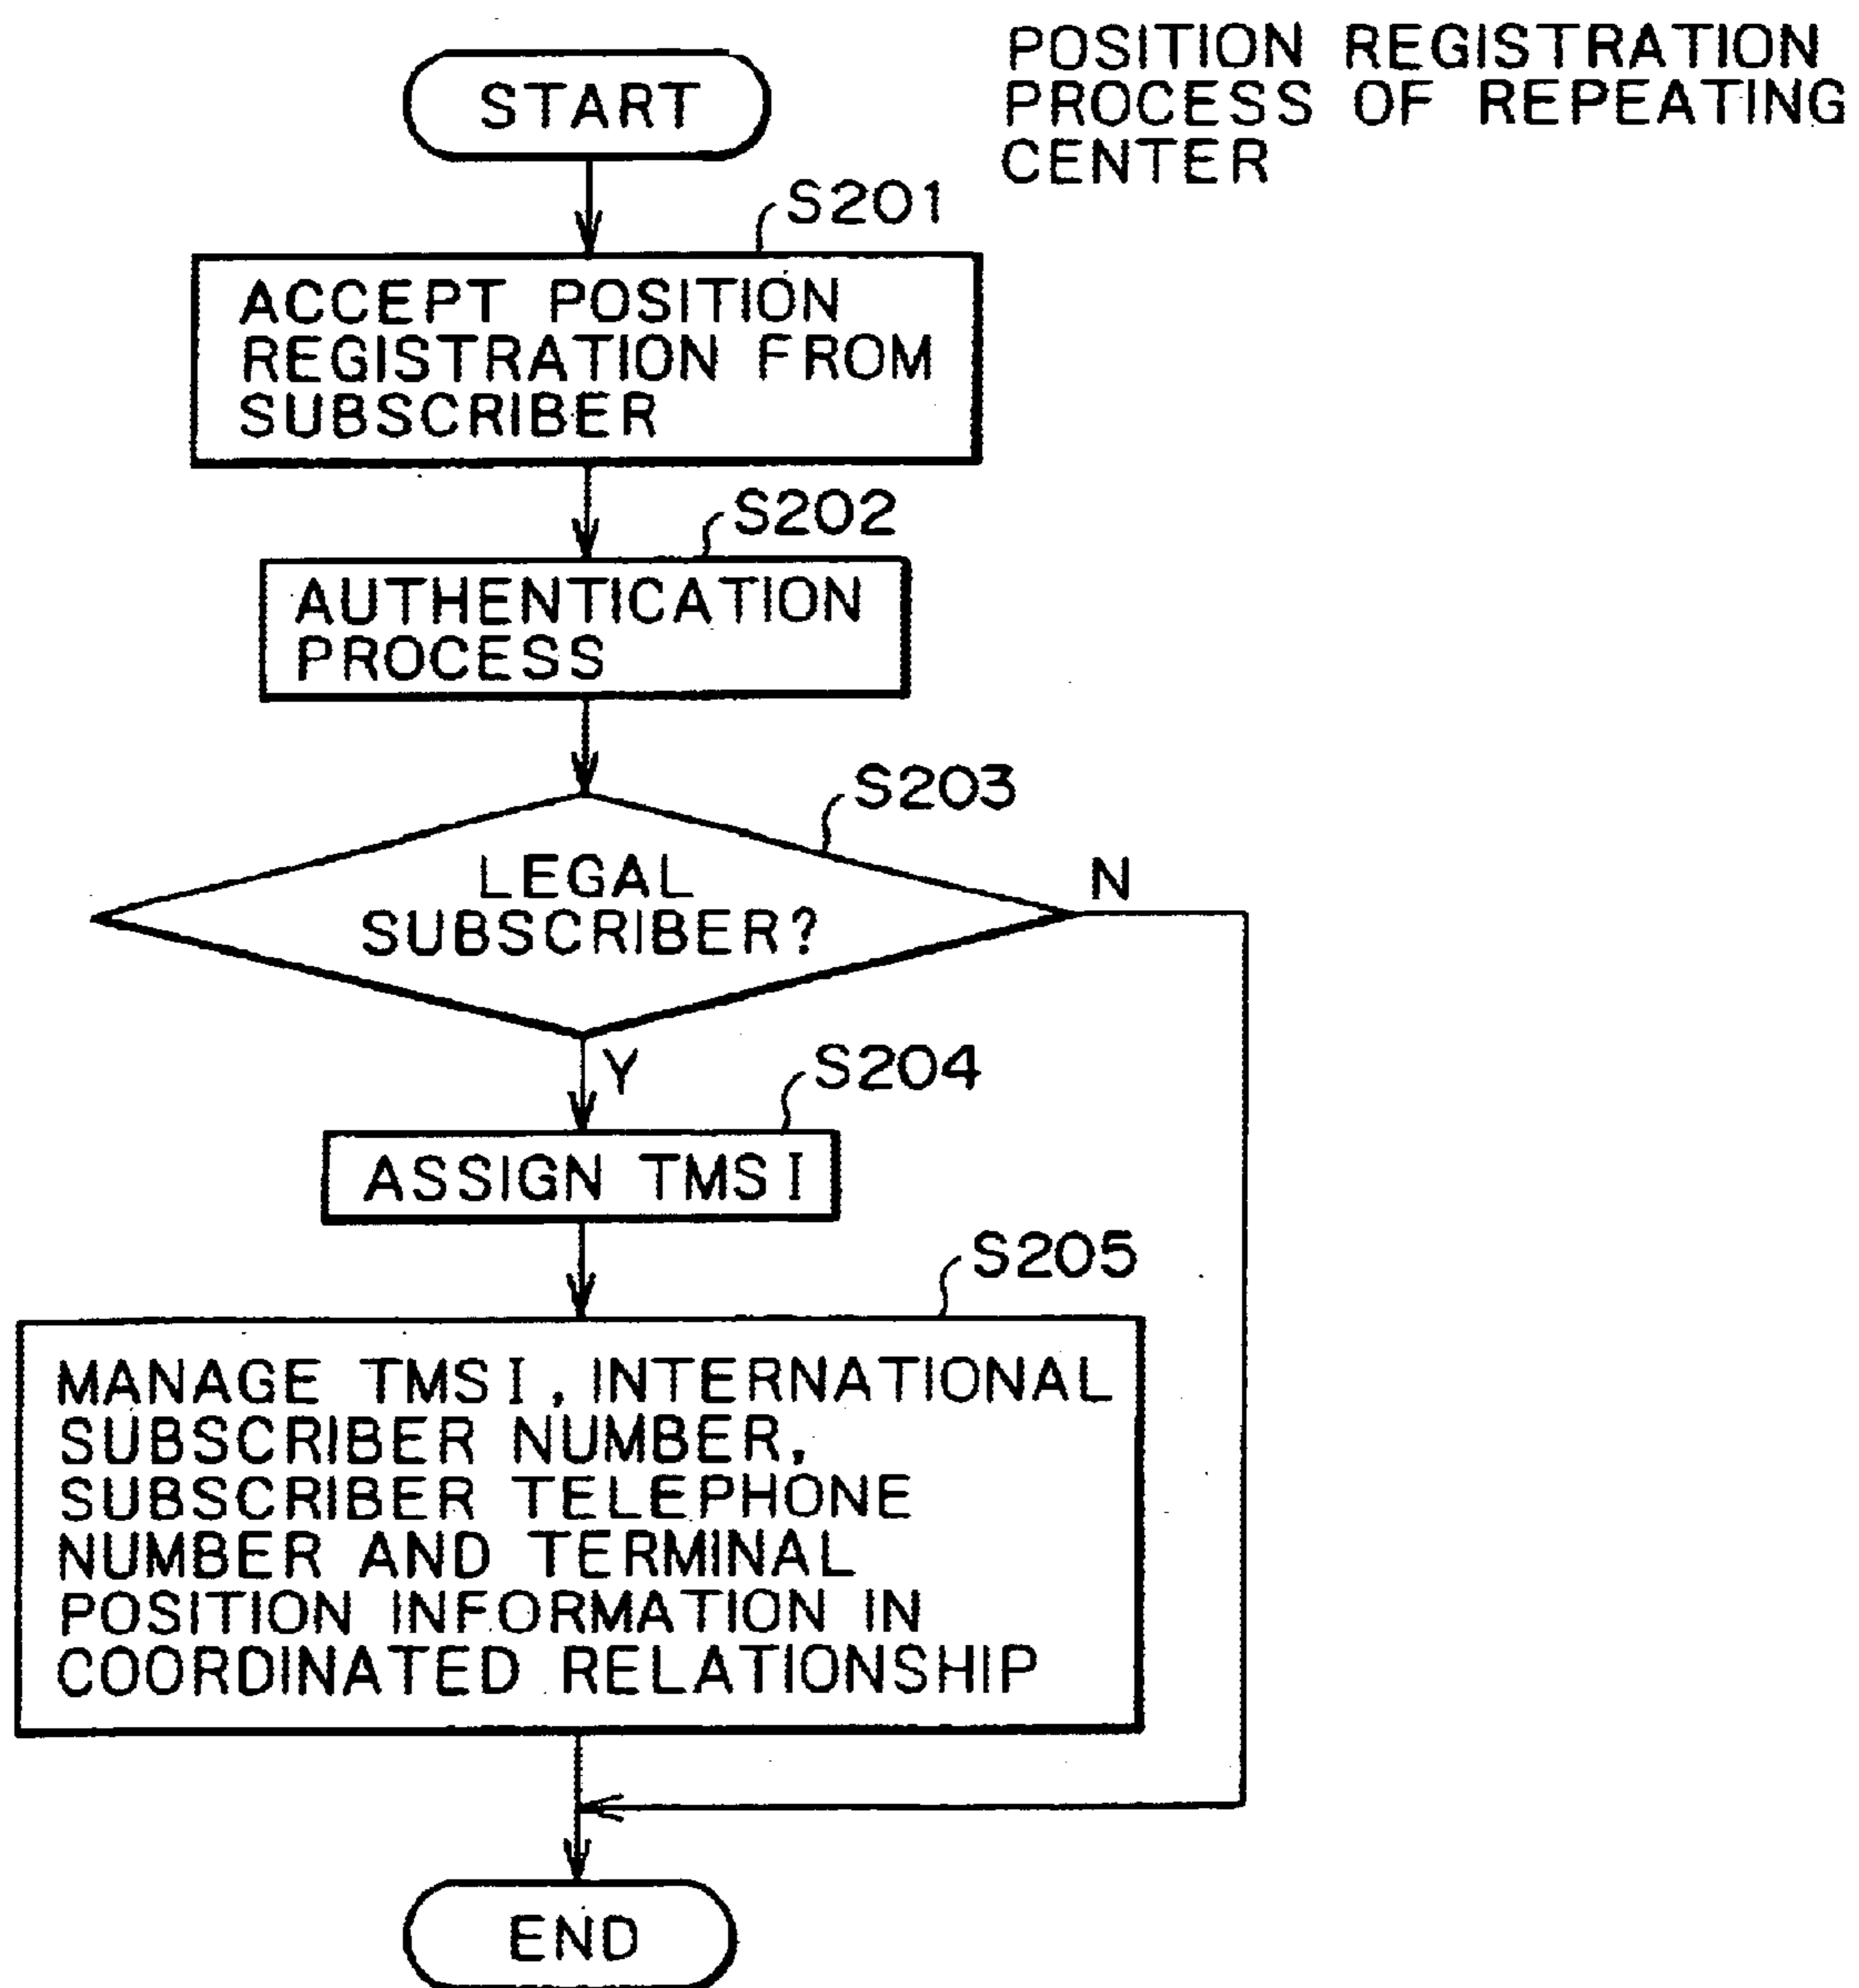 START
POSITION REGISTRATION
PROCESS OF REPEATING
CENTER
S201
ACCEPT POSITION
REGISTRATION FROM
SUBSCRIBER
S202
AUTHENTICATION
PROCESS
S203
LEGAL
SUBSCRIBER?
N
Y
S204
ASSIGN TMSI
S205
MANAGE TMSI, INTERNATIONAL
SUBSCRIBER NUMBER,
SUBSCRIBER TELEPHONE
NUMBER AND TERMINAL
POSITION INFORMATION IN
COORDINATED RELATIONSHIP
END